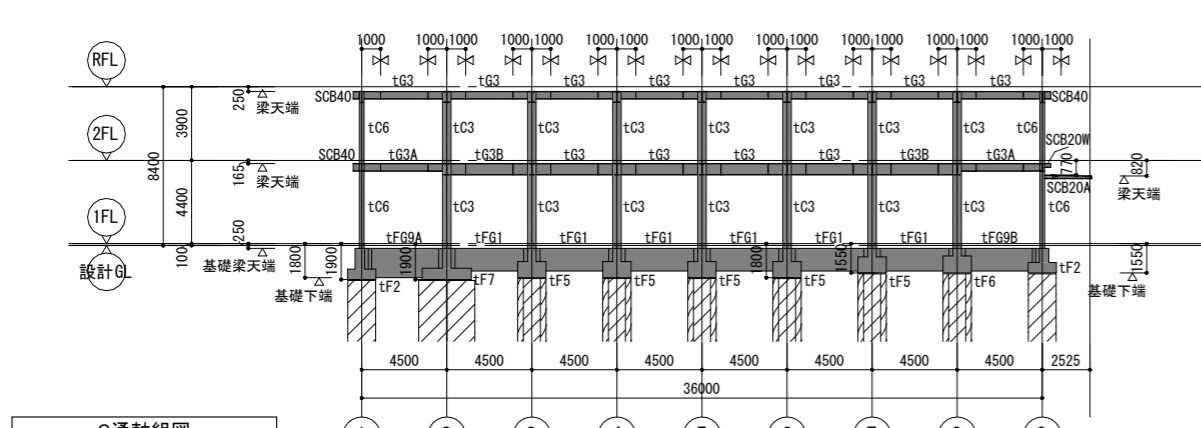 1000 1000 1000 1000 1000 1000 1000 1000 1000 1000 1000 1000 1000 1000 1000 1000 1000
RFL
tG3 tG3 tG3 tG3 tG3 tG3 tG3 tG3
250
梁天端
SCB40
SCB40
3900
tC6 tC3 tC3 tC3 tC3 tC3 tC3 tC3 tC6
SCB20W
2FL
SCB40
tG3A tG3B tG3 tG3 tG3 tG3 tG3B tG3A
8400
165
梁天端
770
820
SCB20A
梁天端
4400
tC6 tC3 tC3 tC3 tC3 tC3 tC3 tC3 tC6
1FL
250
tFG9A tFG1 tFG1 tFG1 tFG1 tFG1 tFG1 tFG9B
100
基礎梁天端
設計GL
1800
1900
1900
1800
1550
1550
基礎下端
tF2 tF7 tF5 tF5 tF5 tF5 tF5 tF6 tF2
基礎下端
4500 4500 4500 4500 4500 4500 4500 4500 2525
36000
通軸組図